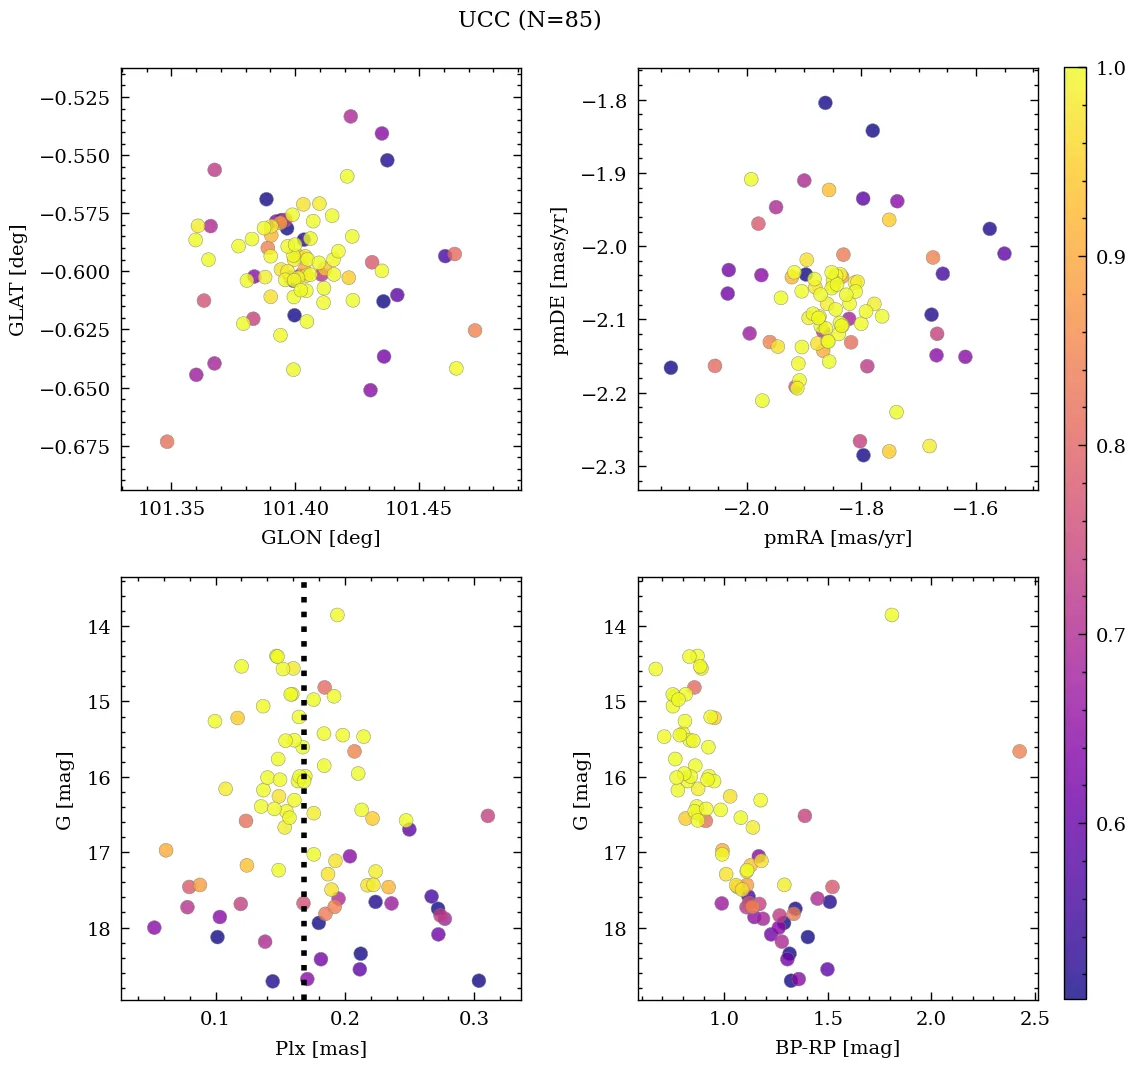 UCC (N=85)
−0.525
−0.550
−0.575
−0.600
−0.625
−0.650
−0.675
GLAT [deg]
101.35 101.40 101.45
GLON [deg]
−1.8
−1.9
−2.0
−2.1
−2.2
−2.3
pmDE [mas/yr]
−2.0 −1.8 −1.6
pmRA [mas/yr]
14
15
16
17
18
G [mag]
0.1 0.2 0.3
Plx [mas]
14
15
16
17
18
G [mag]
1.0 1.5 2.0 2.5
BP-RP [mag]
1.0
0.9
0.8
0.7
0.6